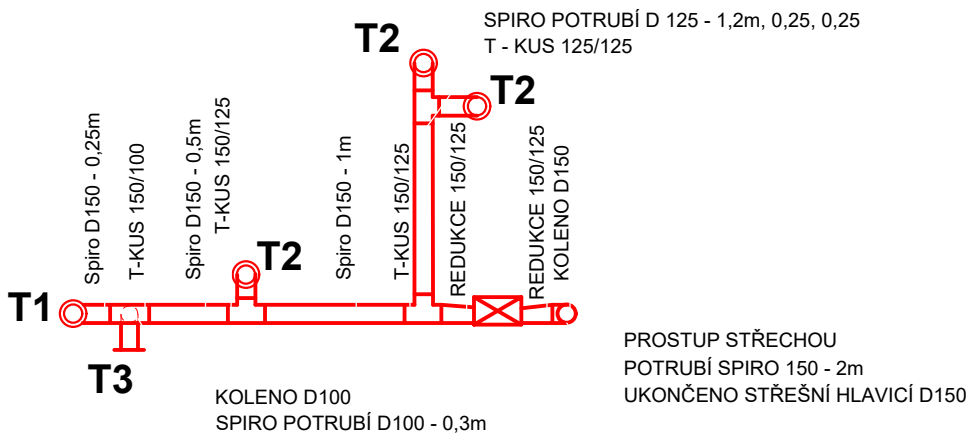 SPIRO POTRUBÍ D 125 - 1,2m, 0,25, 0,25
T - KUS 125/125
T2
T2
Spiro D150 - 0,25m
T-KUS 150/100
Spiro D150 - 0,5m
T-KUS 150/125
Spiro D150 - 1m
T-KUS 150/125
REDUKCE 150/125
REDUKCE 150/125
KOLENO D150
T2
T1
T3
PROSTUP STŘECHOU
POTRUBÍ SPIRO 150 - 2m
UKONČENO STŘEŠNÍ HLAVICÍ D150
KOLENO D100
SPIRO POTRUBÍ D100 - 0,3m